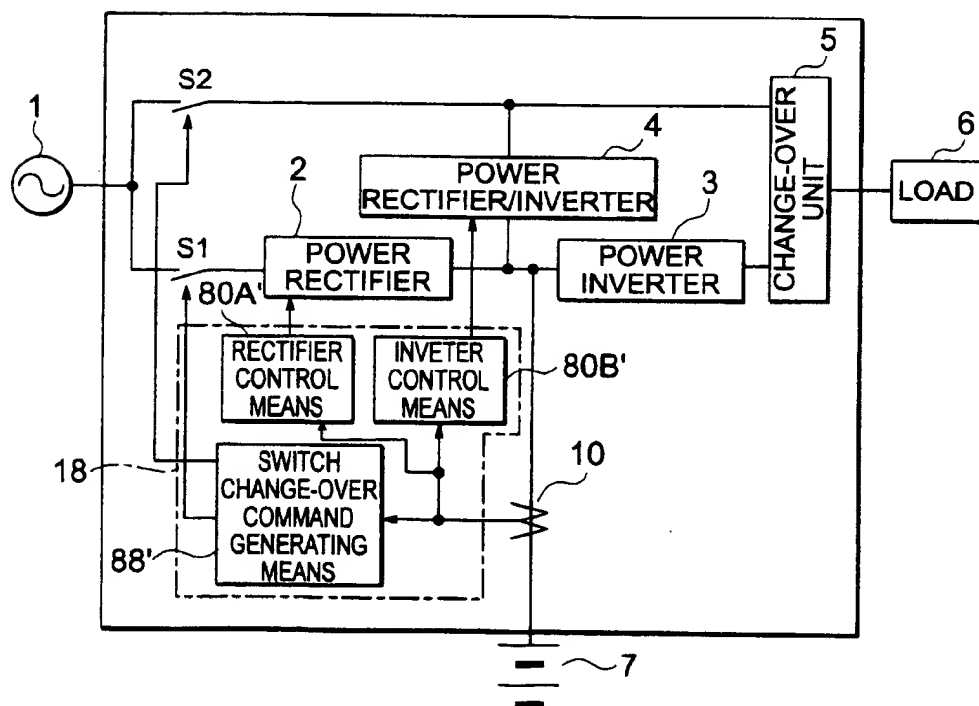 5
S2
1
4
6
CHANGE-OVER
UNIT
POWER
RECTIFIER/INVERTER
LOAD
2
3
S1
POWER
RECTIFIER
POWER
INVERTER
80A'
RECTIFIER
CONTROL
MEANS
INVETER
CONTROL
MEANS
80B'
18
SWITCH
CHANGE-OVER
COMMAND
GENERATING
MEANS
10
88'
7